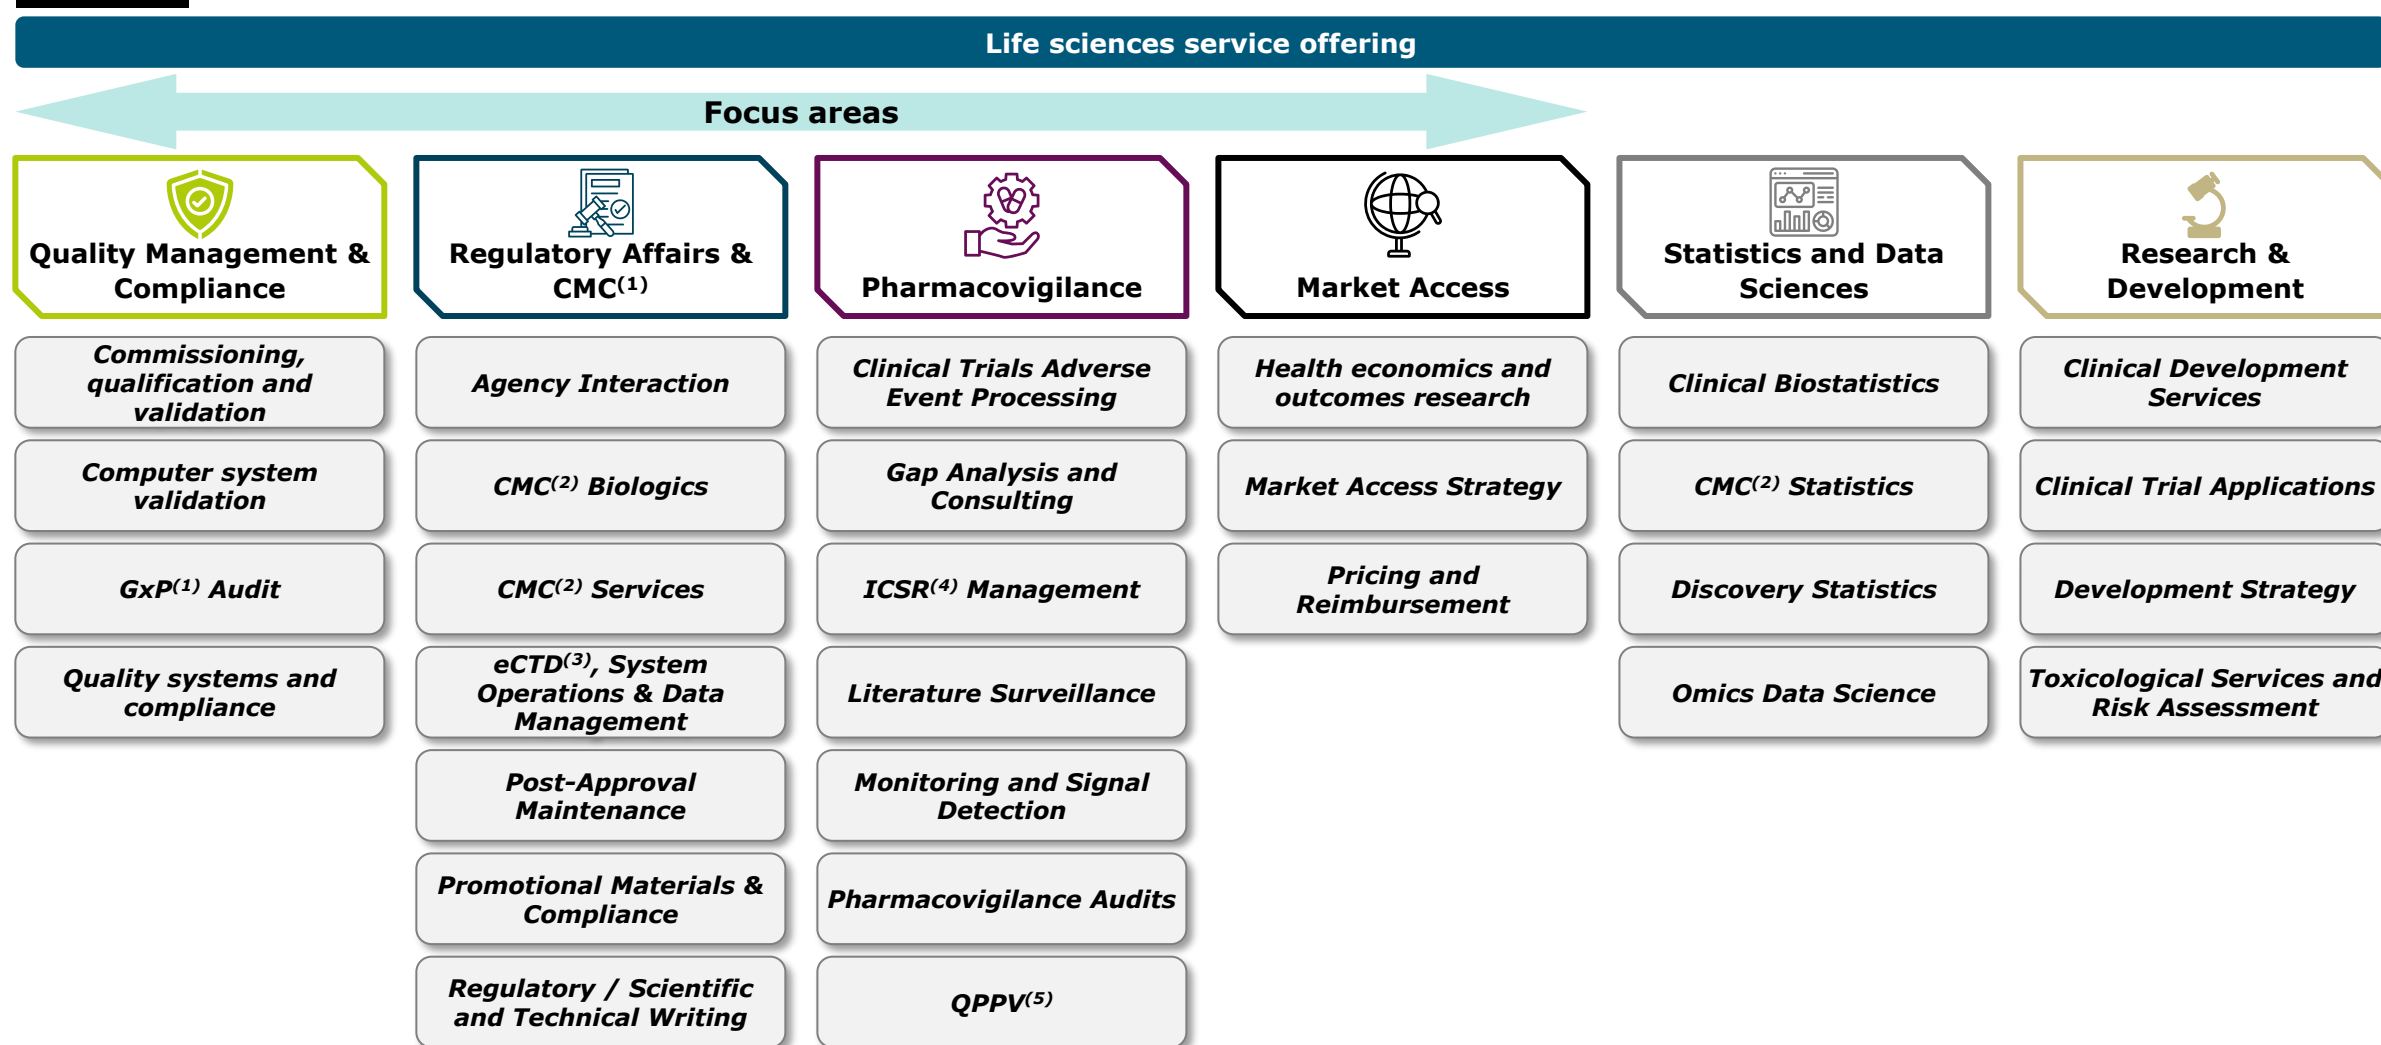 Life sciences service offering
Focus areas
Quality Management &
Compliance
Commissioning,
qualification and
validation
Computer system
validation
GxP(1) Audit
Quality systems and
compliance
Regulatory Affairs &
CMC(1)
Agency Interaction
CMC(2) Biologics
CMC(2) Services
eCTD(3), System
Operations & Data
Management
Post-Approval
Maintenance
Promotional Materials &
Compliance
Regulatory / Scientific
and Technical Writing
Pharmacovigilance
Clinical Trials Adverse
Event Processing
Gap Analysis and
Consulting
ICSR(4) Management
Literature Surveillance
Monitoring and Signal
Detection
Pharmacovigilance Audits
QPPV(5)
Market Access
Health economics and
outcomes research
Market Access Strategy
Pricing and
Reimbursement
Statistics and Data
Sciences
Clinical Biostatistics
CMC(2) Statistics
Discovery Statistics
Omics Data Science
Research &
Development
Clinical Development
Services
Clinical Trial Applications
Development Strategy
Toxicological Services and
Risk Assessment